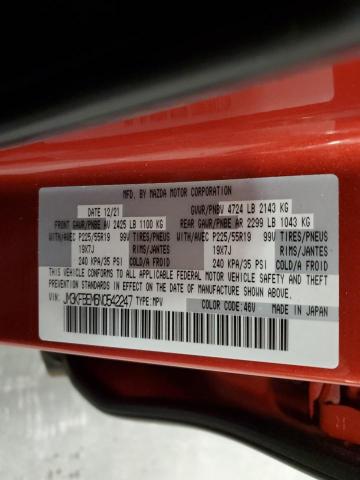 MFD. BY MAZDA MOTOR CORPORATION
DATE 12/21 GVWR/PNBV 4724 LB 2143 KG
FRONT GAWR/PNBE AV 2425 LB 1100 KG REAR GAWR/PNBE AR 2299 LB 1043 KG
WITH/AVEC P225/55R19 99V TIRES/PNEUS WITH/AVEC P225/55R19 99V TIRES/PNEUS
19X7J RIMS/JANTES 19X7J RIMS/JANTES
240 KPA/35 PSI COLD/A FROID 240 KPA/35 PSI COLD/A FROID
THIS VEHICLE CONFORMS TO ALL APPLICABLE FEDERAL MOTOR VEHICLE SAFETY, BUMPER, AND THEFT
PREVENTION STANDARDS IN EFFECT ON THE DATE OF MANUFACTURE SHOWN ABOVE.
VIN: JM3KFBEM6N0542247 TYPE:MPV
COLOR CODE:46V MADE IN JAPAN